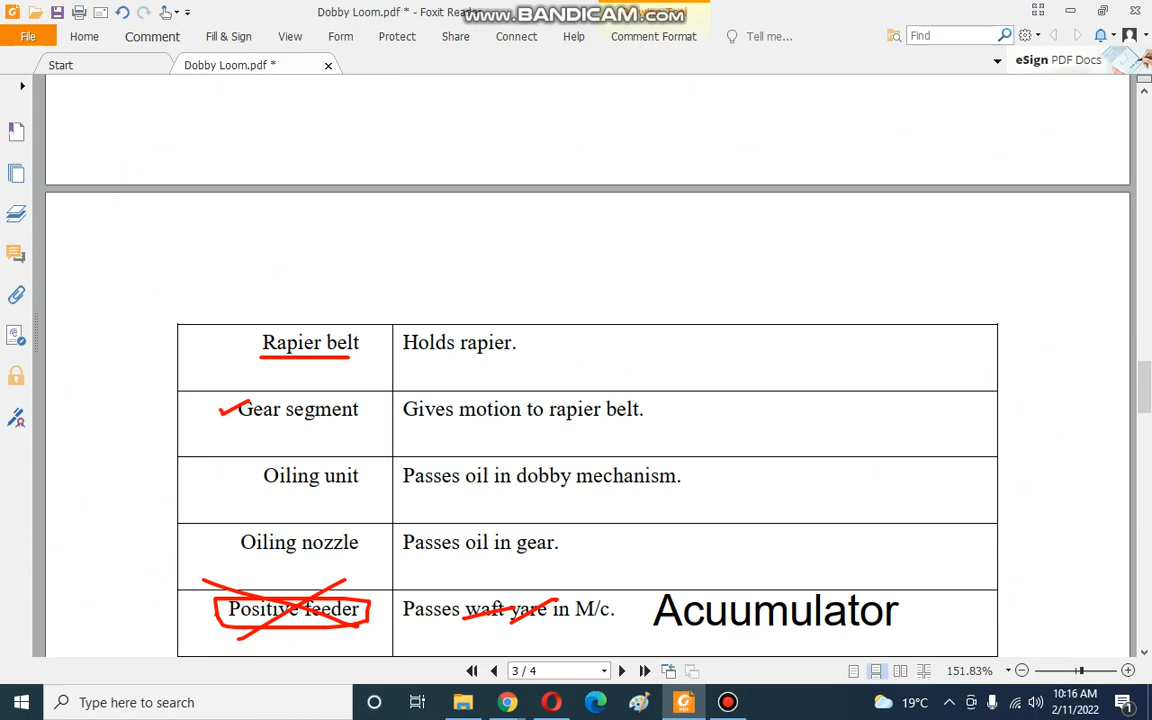 Dobby Loom.pdf * - Foxit Rea
www.BANDICAM.com
File Home Comment Fill & Sign View Form Protect Share Connect Help Comment Format Tell me... Find
Start Dobby Loom.pdf * eSign PDF Docs
Rapier belt Holds rapier.
Gear segment Gives motion to rapier belt.
Oiling unit Passes oil in dobby mechanism.
Oiling nozzle Passes oil in gear.
Positive feeder Passes waft yare in M/c. Acuumulator
3 / 4 151.83%
Type here to search 19°C 10:16 AM
2/11/2022 1